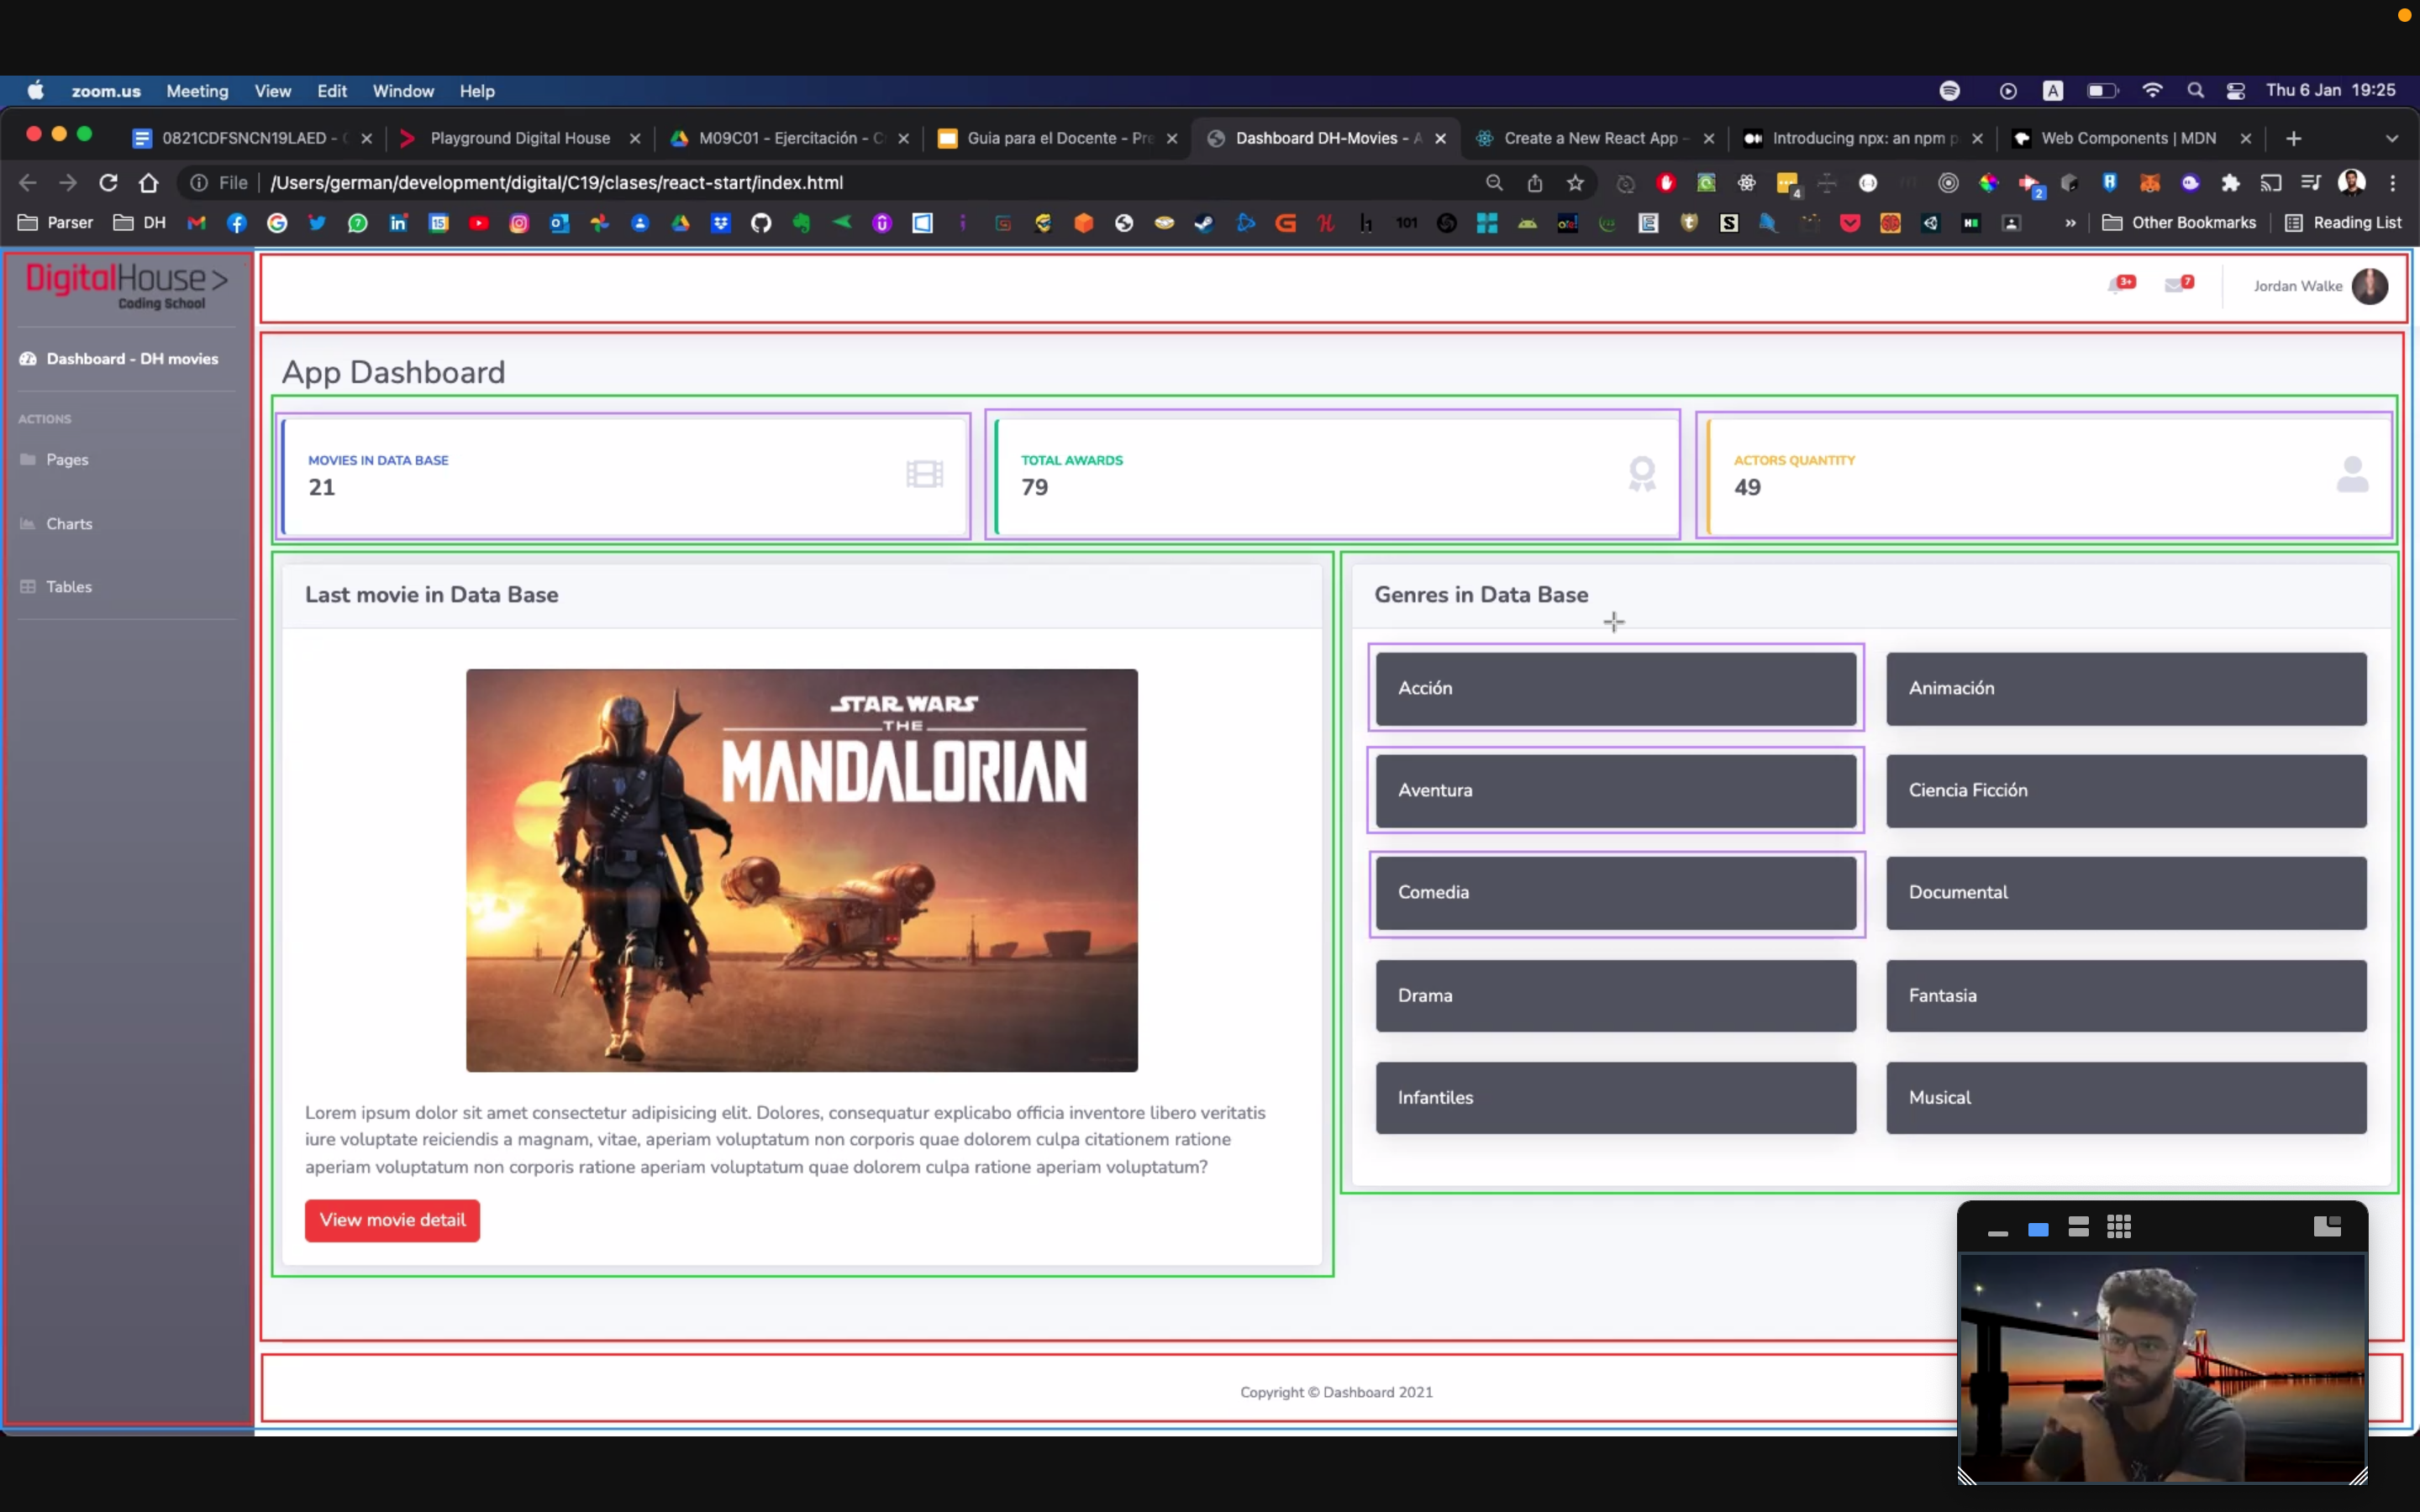 zoom.us Meeting View Edit Window Help
A Thu 6 Jan 19:25
0821CDFSNCN19LAED -
Playground Digital House
M09C01 - Ejercitación -
Guia para el Docente - Pre
Dashboard DH-Movies -
Create a New React App -
Introducing npx: an npm p
Web Components | MDN
File /Users/german/development/digital/C19/clases/react-start/index.html
4
2
Parser DH
15
101
Other Bookmarks Reading List
DigitalHouse >
Coding School
3+ 7 Jordan Walke
Dashboard - DH movies
ACTIONS
Pages
Charts
Tables
App Dashboard
MOVIES IN DATA BASE
21
TOTAL AWARDS
79
ACTORS QUANTITY
49
Last movie in Data Base
STAR WARS
THE
MANDALORIAN
Lorem ipsum dolor sit amet consectetur adipisicing elit. Dolores, consequatur explicabo officia inventore libero veritatis
iure voluptate reiciendis a magnam, vitae, aperiam voluptatum non corporis quae dolorem culpa citationem ratione
aperiam voluptatum non corporis ratione aperiam voluptatum quae dolorem culpa ratione aperiam voluptatum?
View movie detail
Genres in Data Base
Acción Animación
Aventura Ciencia Ficción
Comedia Documental
Drama Fantasia
Infantiles Musical
Copyright © Dashboard 2021